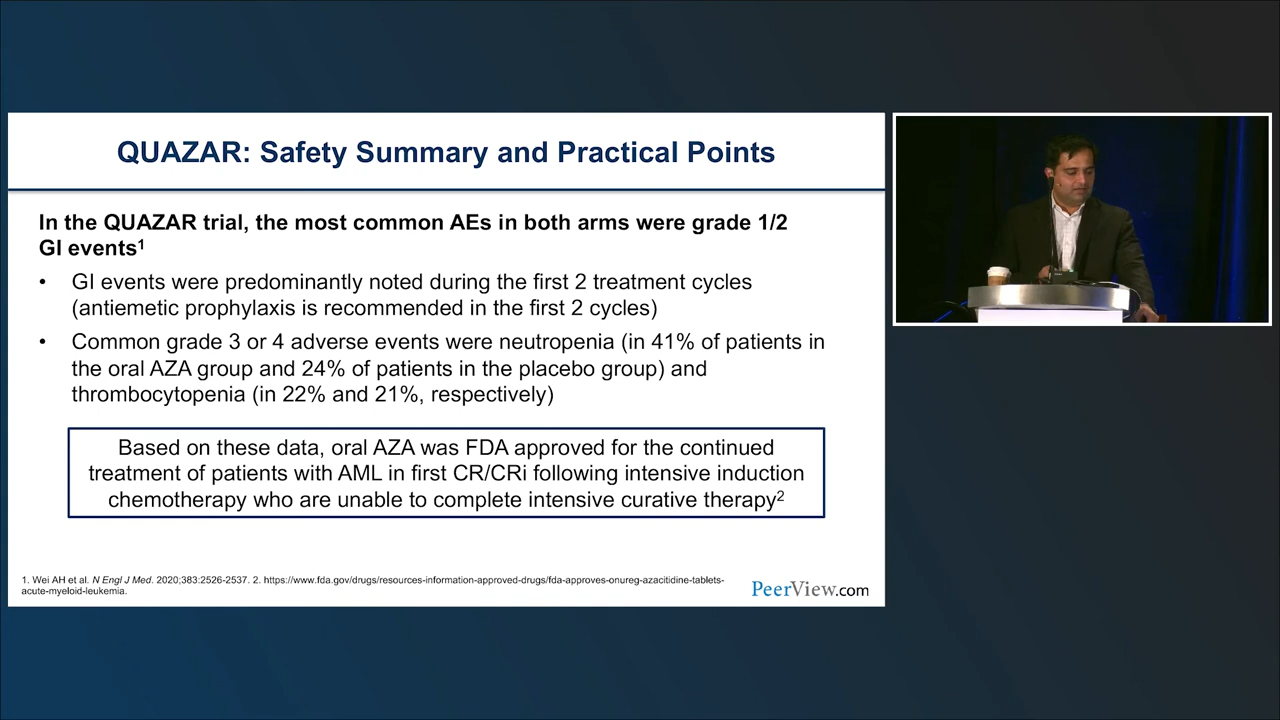 QUAZAR: Safety Summary and Practical Points
In the QUAZAR trial, the most common AEs in both arms were grade 1/2
GI events1
• GI events were predominantly noted during the first 2 treatment cycles
(antiemetic prophylaxis is recommended in the first 2 cycles)
• Common grade 3 or 4 adverse events were neutropenia (in 41% of patients in
the oral AZA group and 24% of patients in the placebo group) and
thrombocytopenia (in 22% and 21%, respectively)
Based on these data, oral AZA was FDA approved for the continued
treatment of patients with AML in first CR/CRi following intensive induction
chemotherapy who are unable to complete intensive curative therapy2
1. Wei AH et al. N Engl J Med. 2020;383:2526-2537. 2. https://www.fda.gov/drugs/resources-information-approved-drugs/fda-approves-onureg-azacitidine-tablets-
acute-myeloid-leukemia.
PeerView.com